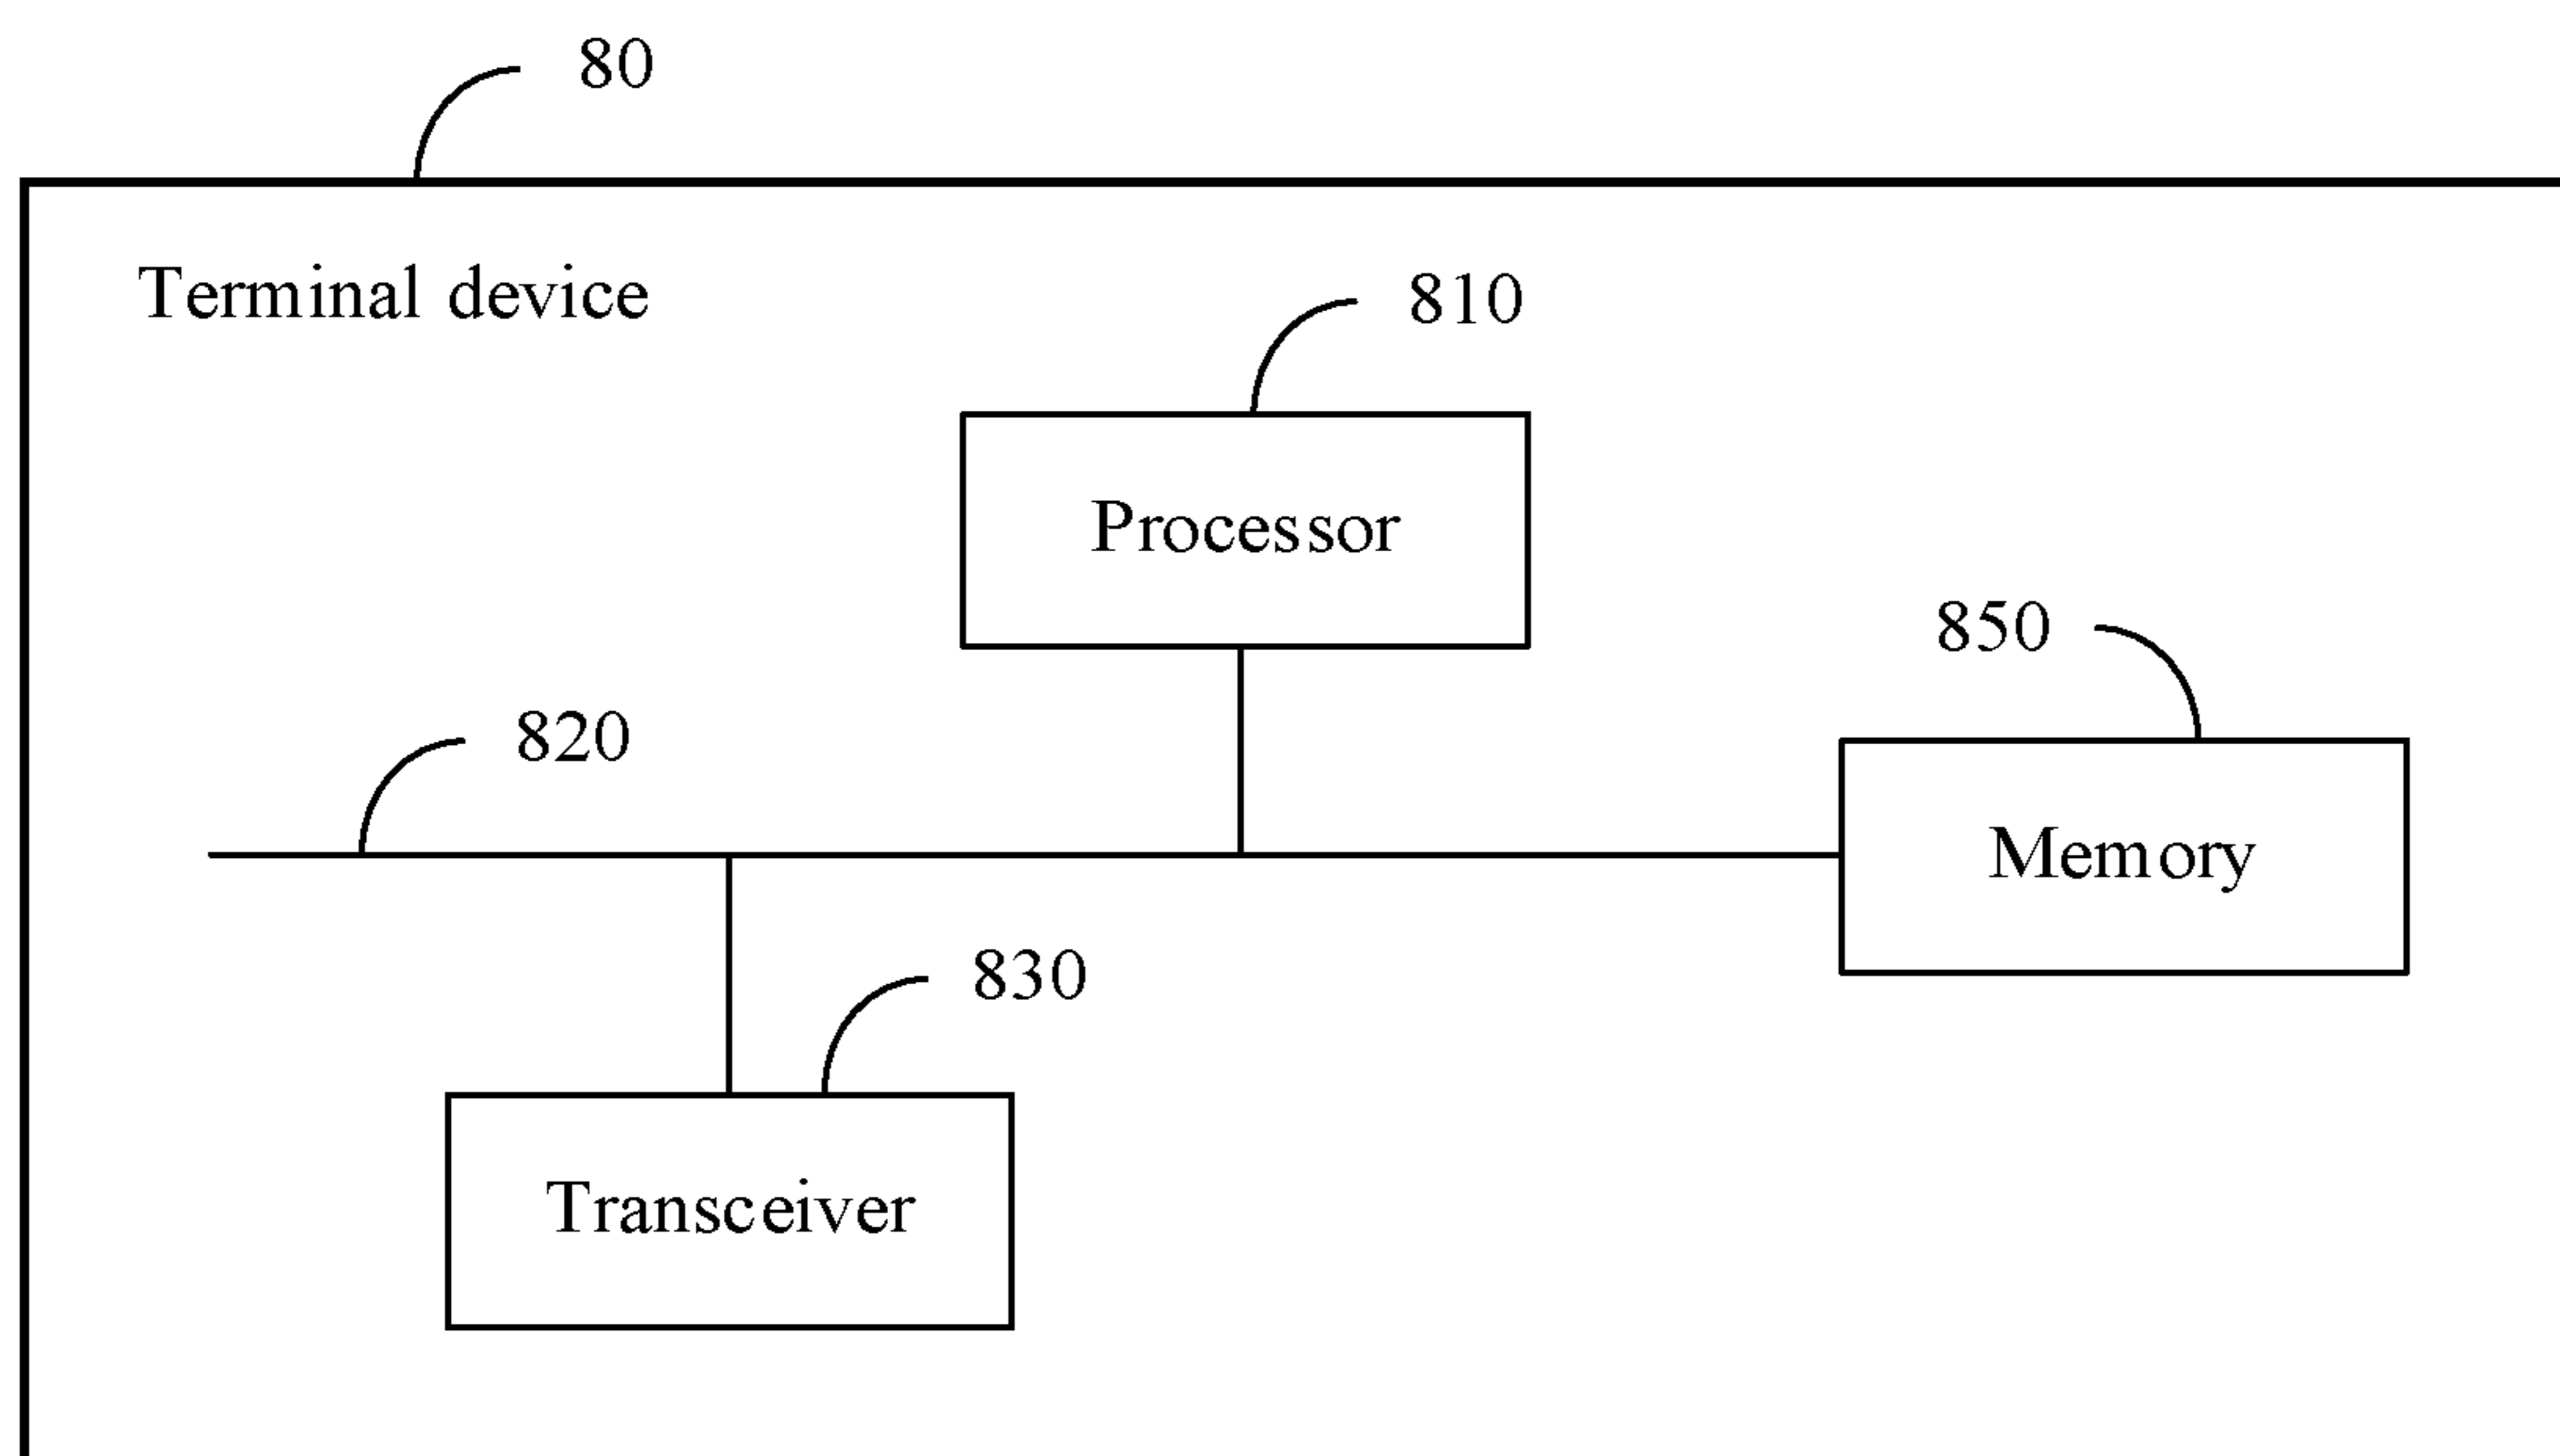 80
Terminal device
810
Processor
850
820
Memory
830
Transceiver